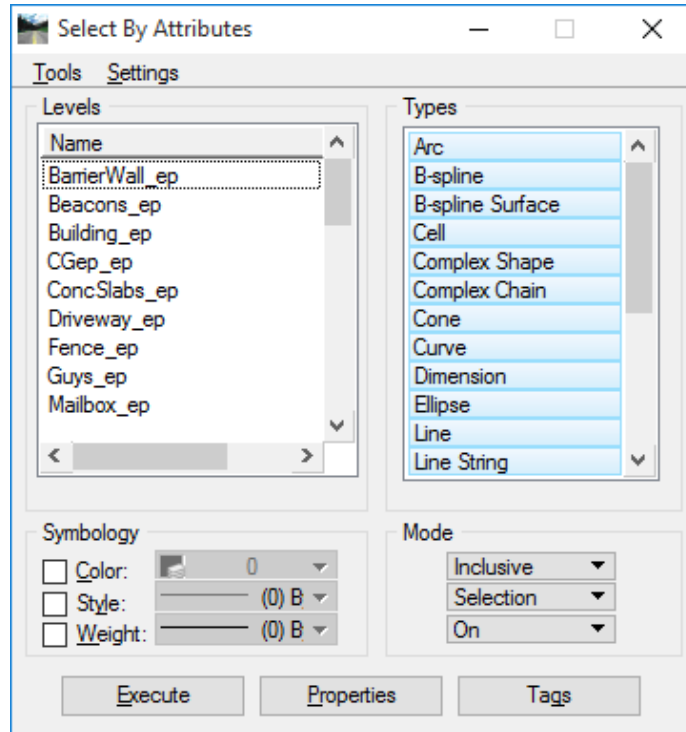 Select By Attributes
Tools Settings
Levels
Name
BarrierWall_ep
Beacons_ep
Building_ep
CGep_ep
ConcSlabs_ep
Driveway_ep
Fence_ep
Guys_ep
Mailbox_ep
Types
Arc
B-spline
B-spline Surface
Cell
Complex Shape
Complex Chain
Cone
Curve
Dimension
Ellipse
Line
Line String
Symbology
Color: 0
Style: (0) B
Weight: (0) B
Mode
Inclusive
Selection
On
Execute Properties Tags